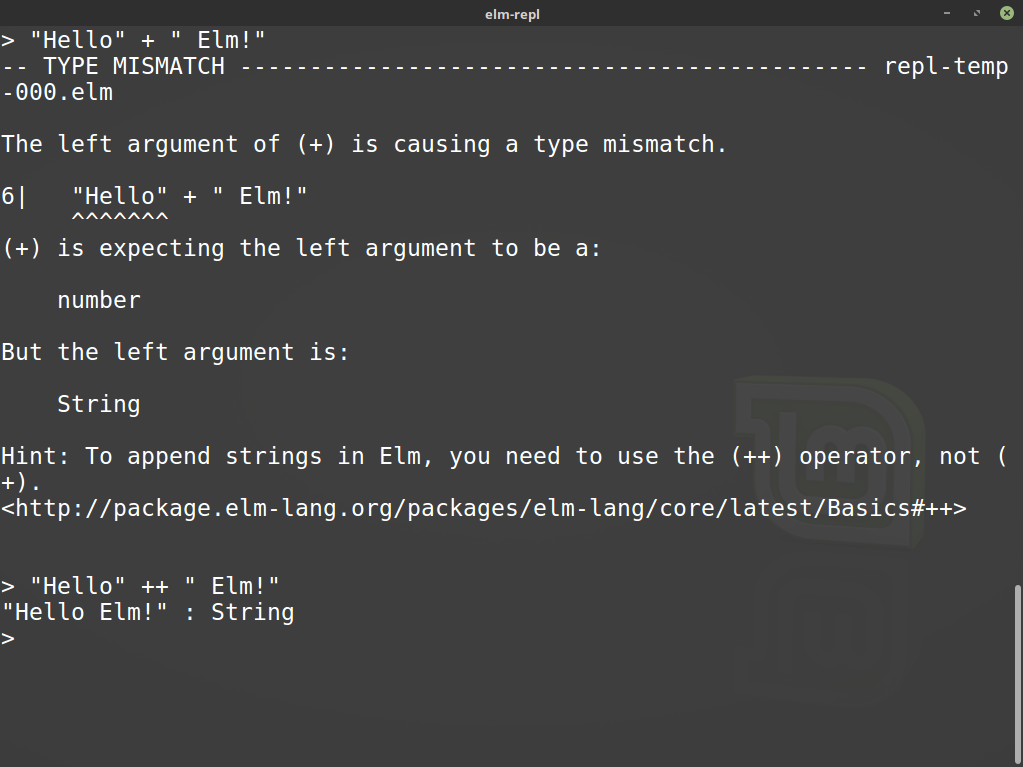 elm-repl
> "Hello" + " Elm!"
-- TYPE MISMATCH --------------------------------------------- repl-temp
-000.elm
The left argument of (+) is causing a type mismatch.
6|   "Hello" + " Elm!"
     ^^^^^^^
(+) is expecting the left argument to be a:
    number
But the left argument is:
    String
Hint: To append strings in Elm, you need to use the (++) operator, not (
+).
<http://package.elm-lang.org/packages/elm-lang/core/latest/Basics#++>
> "Hello" ++ " Elm!"
"Hello Elm!" : String
>